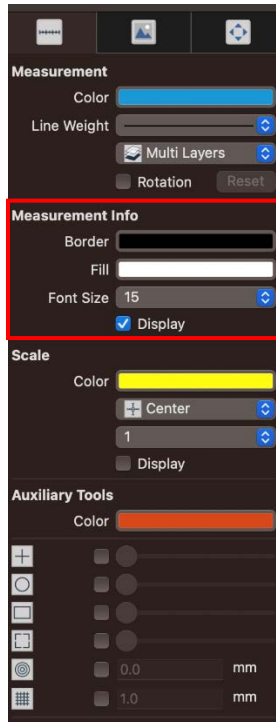 Measurement
Color
Line Weight
Multi Layers
Rotation Reset
Measurement Info
Border
Fill
Font Size 15
Display
Scale
Color
Center
1
Display
Auxiliary Tools
Color
0.0 mm
1.0 mm